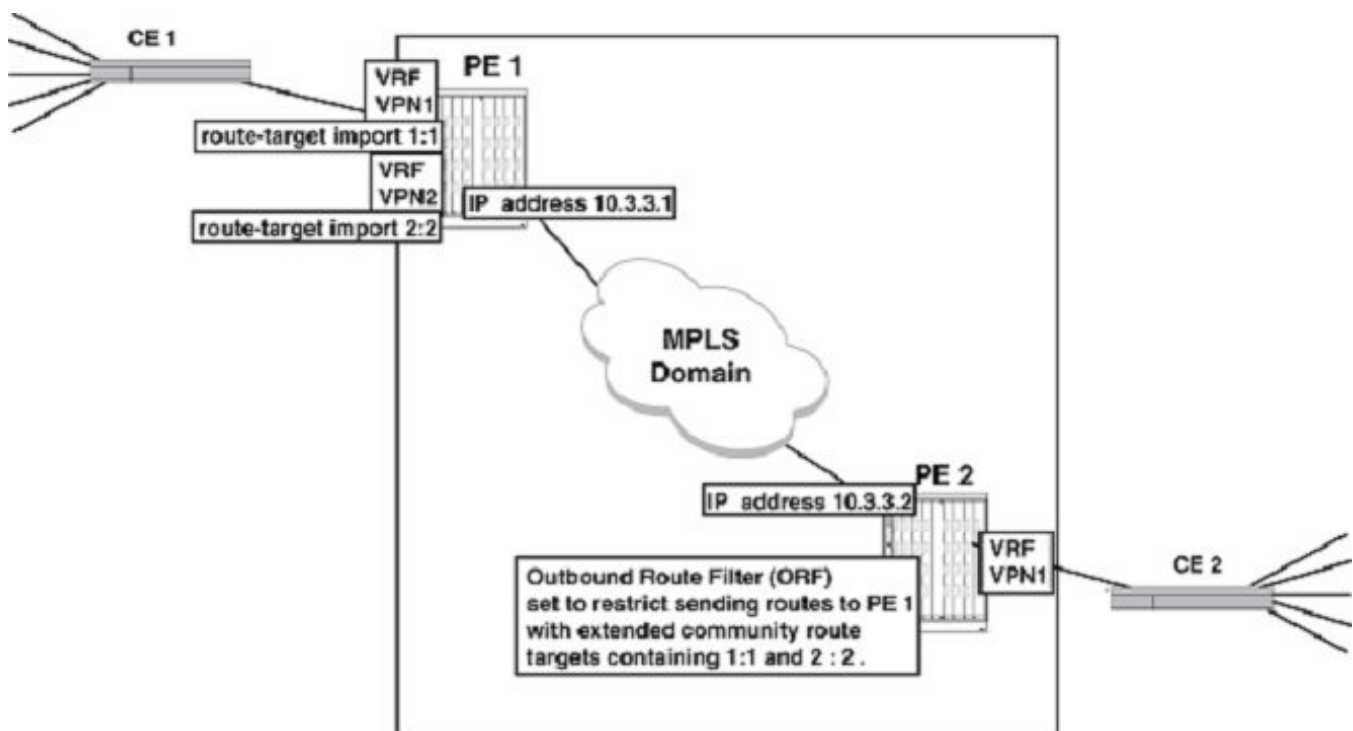 CE 1
VRF
VPN1
PE 1
route-target import 1:1
VRF
VPN2
IP address 10.3.3.1
route-target import 2:2
MPLS
Domain
PE 2
IP address 10.3.3.2
VRF
VPN1
CE 2
Outbound Route Filter (ORF)
set to restrict sending routes to PE 1
with extended community route
targets containing 1:1 and 2 : 2 .